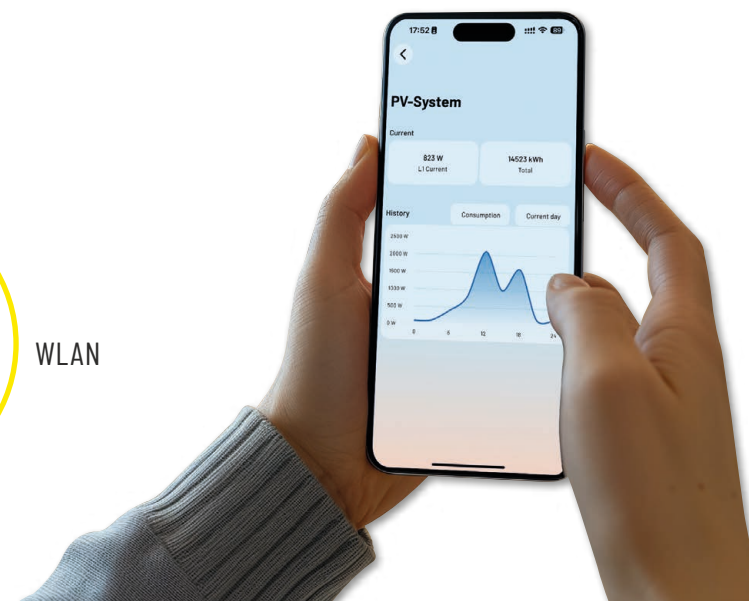 17:52
89
PV-System
Current
823 W
L1 Current
14523 kWh
Total
History
Consumption
Current day
2500 W
2000 W
1500 W
1000 W
500 W
0 W
0 6 12 18 24
WLAN